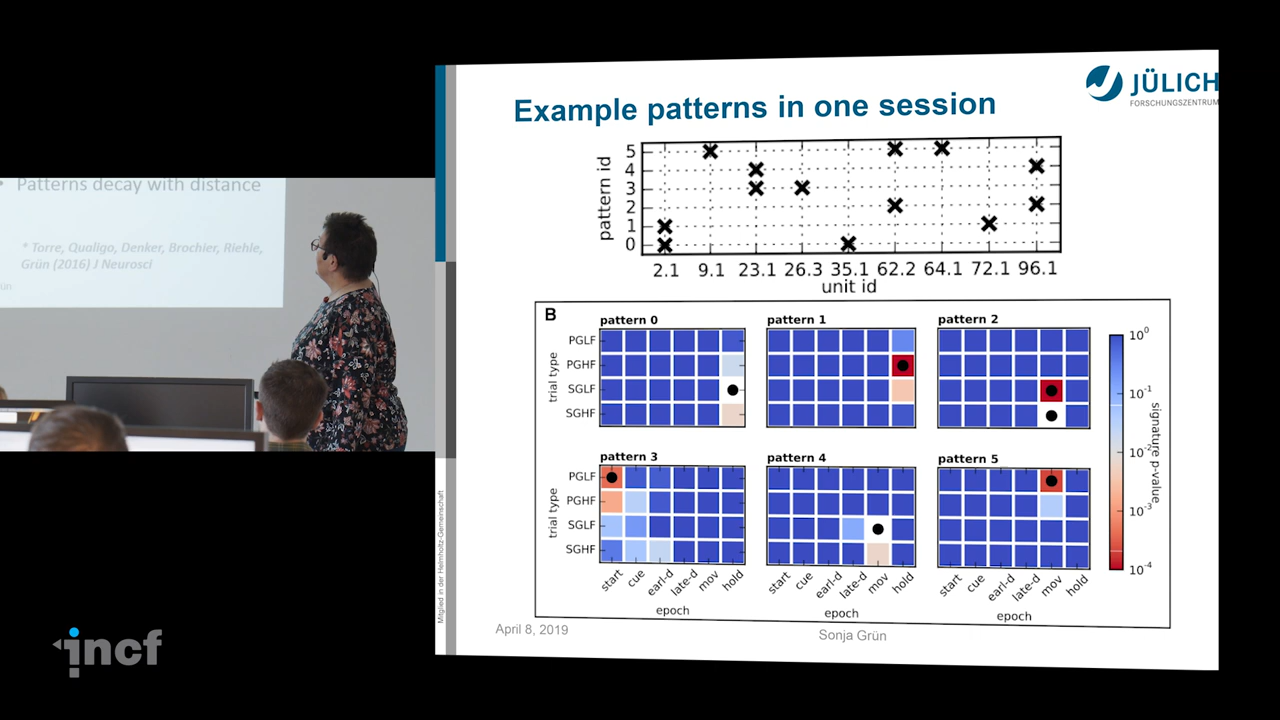 Patterns decay with distance
* Torre, Qualigo, Denker, Brochier, Riehle,
Grün (2016) J Neurosci
ün
incf
JÜLICH
FORSCHUNGSZENTRUM
Example patterns in one session
pattern id
5
4
3
2
1
0
2.1 9.1 23.1 26.3 35.1 62.2 64.1 72.1 96.1
unit id
B
pattern 0 pattern 1 pattern 2
trial type
PGLF
PGHF
SGLF
SGHF
pattern 3 pattern 4 pattern 5
trial type
PGLF
PGHF
SGLF
SGHF
start cue earl-d late-d mov hold
start cue earl-d late-d mov hold
start cue earl-d late-d mov hold
epoch epoch epoch
10^0
10^-1
10^-2
10^-3
10^-4
signature p-value
Mitglied in der Helmholtz-Gemeinschaft
April 8, 2019
Sonja Grün